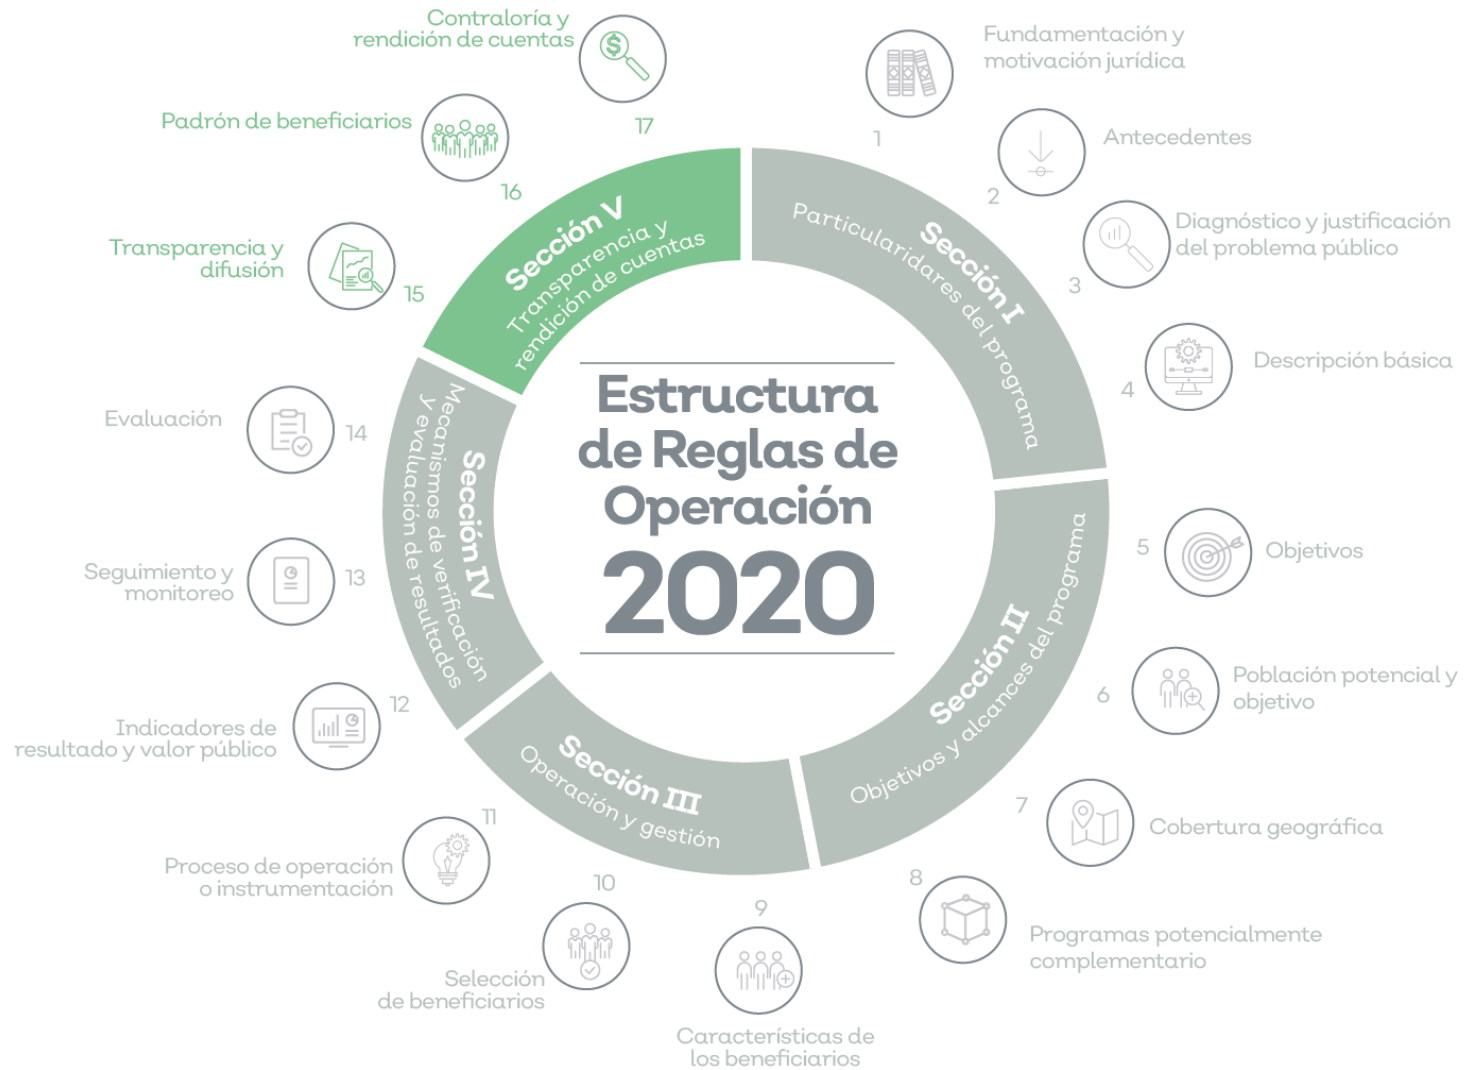 Estructura
de Reglas de
Operación
2020
Sección I
Particularidares del programa
1
Fundamentación y
motivación jurídica
2
Antecedentes
3
Diagnóstico y justificación
del problema público
4
Descripción básica
Sección II
Objetivos y alcances del programa
5
Objetivos
6
Población potencial y
objetivo
7
Cobertura geográfica
8
Programas potencialmente
complementario
Sección III
Operación y gestión
9
Características de
los beneficiarios
10
Selección
de beneficiarios
11
Proceso de operación
o instrumentación
Sección IV
Mecanismos de verificación
y evaluación de resultados
12
Indicadores de
resultado y valor público
13
Seguimiento y
monitoreo
14
Evaluación
Sección V
Transparencia y
rendición de cuentas
15
Transparencia y
difusión
16
Padrón de beneficiarios
17
Contraloría y
rendición de cuentas
$